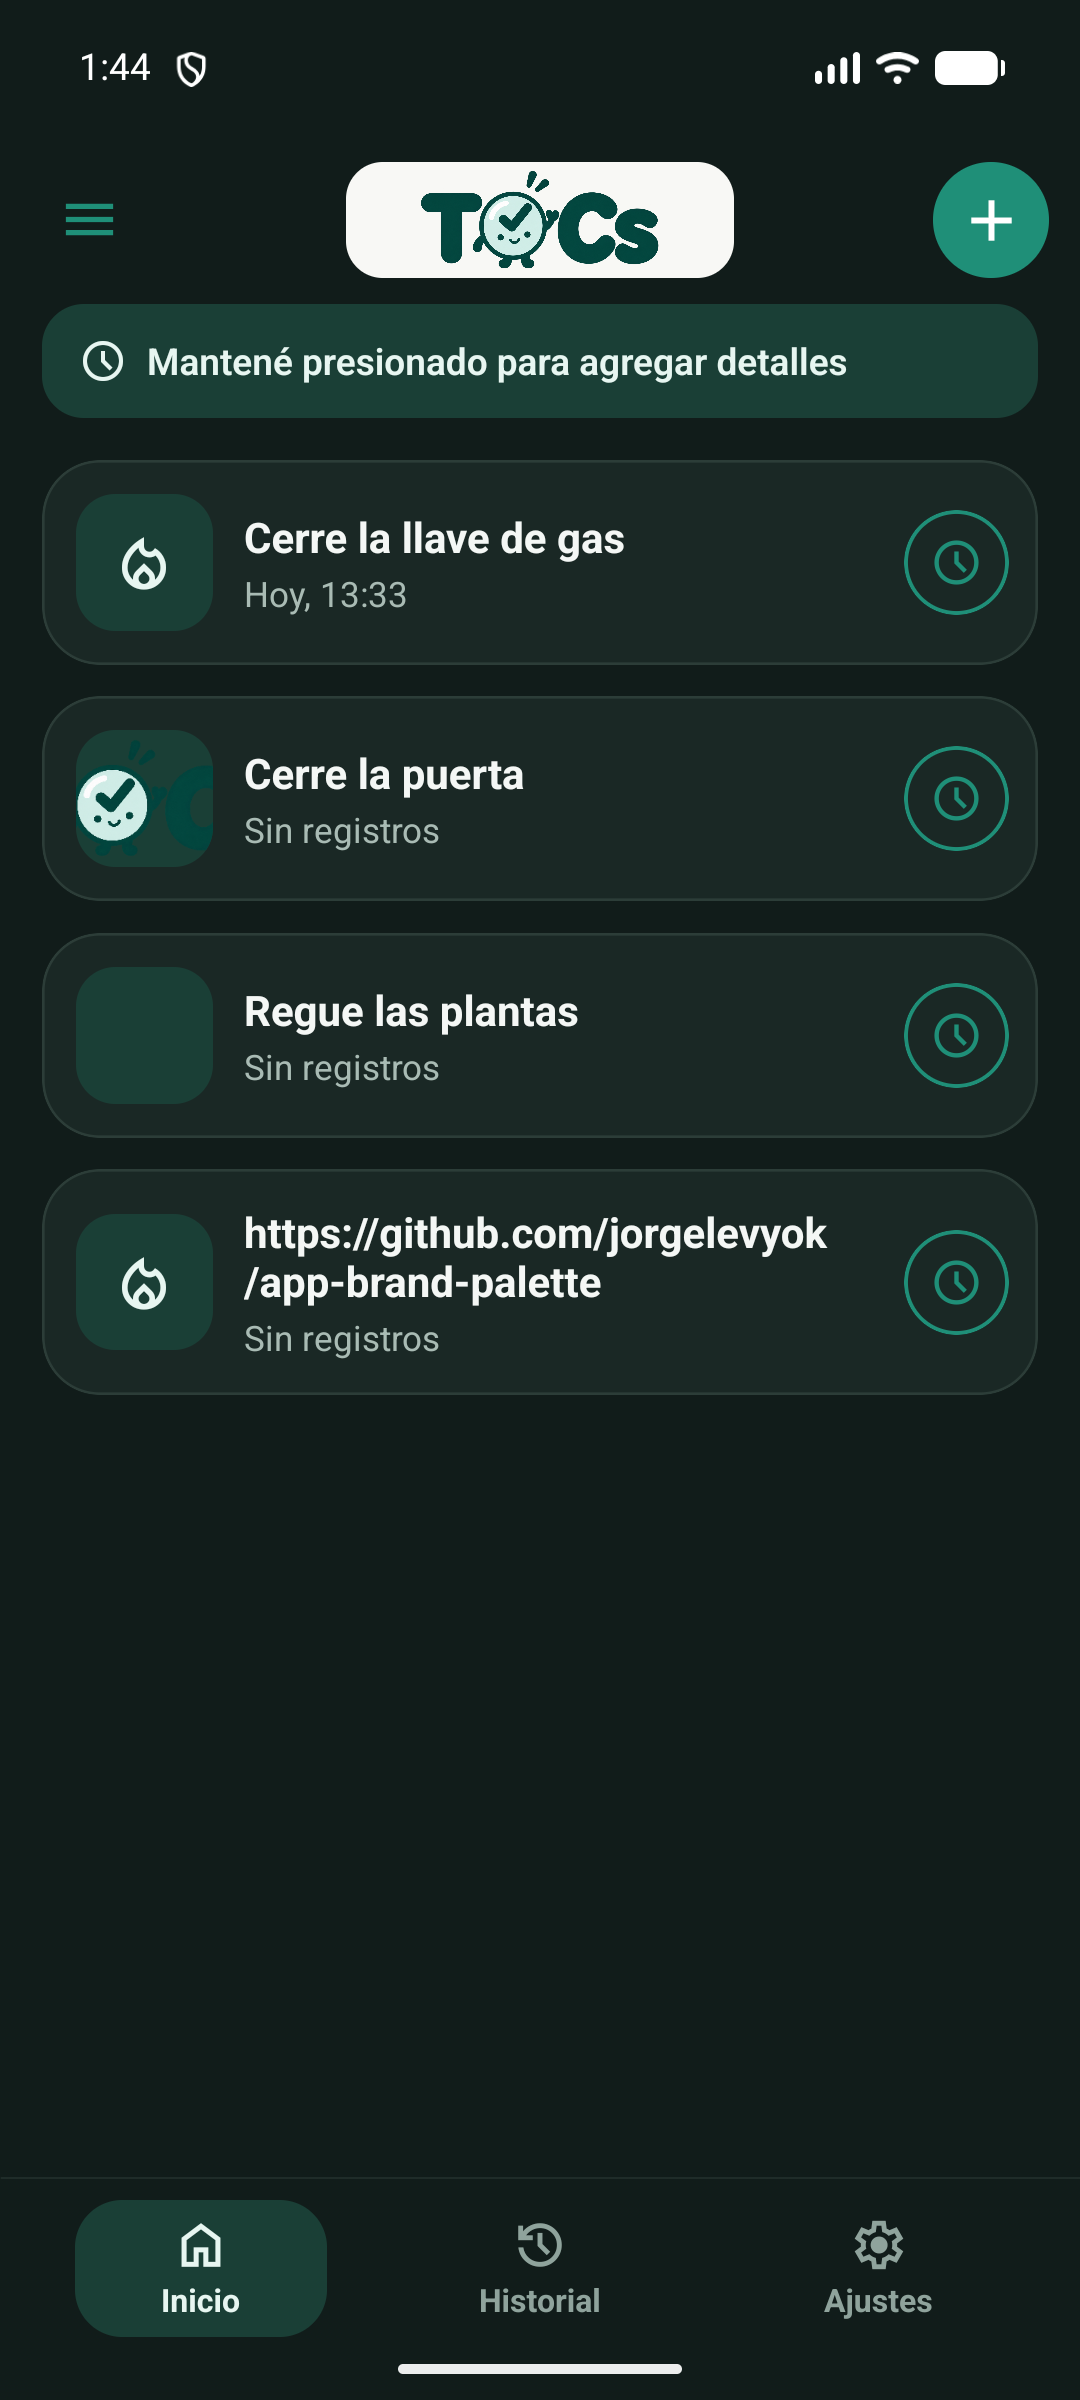 1:44
TOCs
Mantené presionado para agregar detalles
Cerre la llave de gas
Hoy, 13:33
Cerre la puerta
Sin registros
Regue las plantas
Sin registros
https://github.com/jorgelevyok
/app-brand-palette
Sin registros
Inicio
Historial
Ajustes